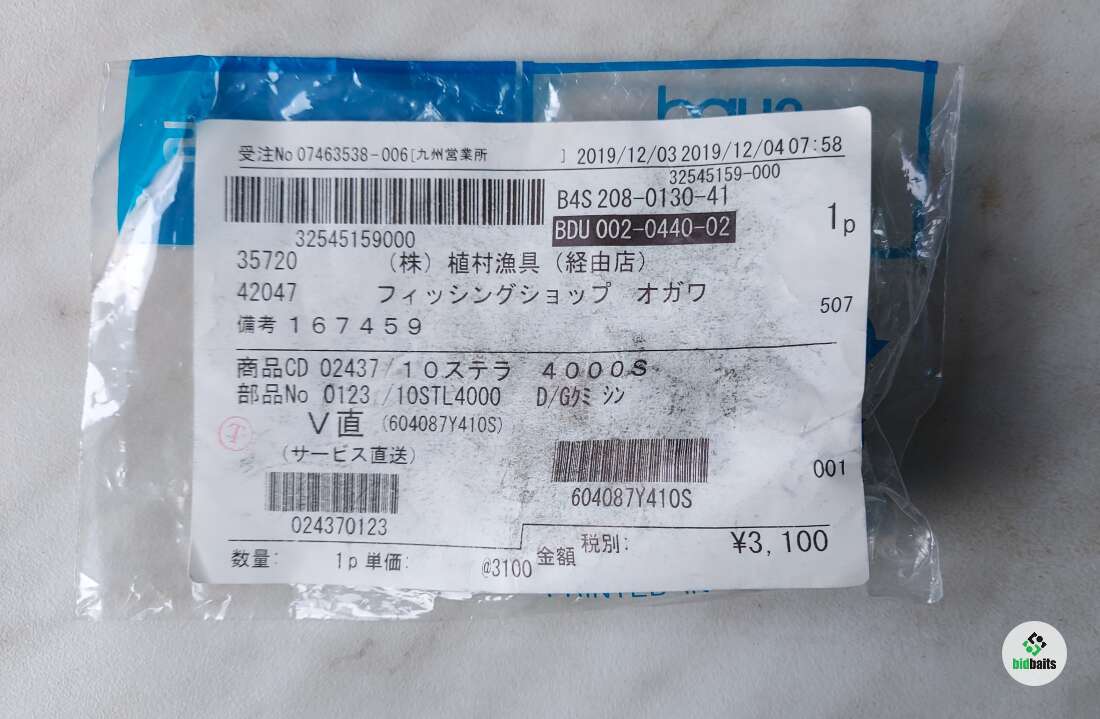 受注No 07463538-006[九州営業所 ] 2019/12/03 2019/12/04 07:58
32545159-000
B4S 208-0130-41
32545159000
BDU 002-0440-02
1p
35720 (株) 植村漁具 (経由店)
42047 フィッシングショップ オガワ
507
備考 167459
商品CD 02437/10ステラ 4000S
部品No 0123 /10STL4000 D/Gクミ シン
V直 (604087Y410S)
(サービス直送)
001
604087Y410S
024370123
数量: 1p 単価: @3100 金額 税別: ¥3,100
PRINTED IN
bidbaits